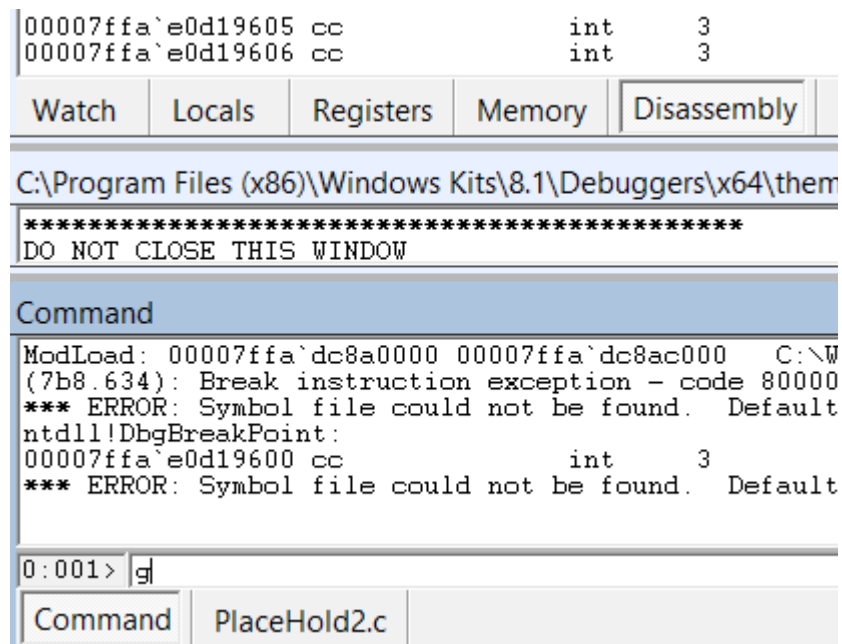 00007ffa`e0d19605 cc int 3
00007ffa`e0d19606 cc int 3
Watch Locals Registers Memory Disassembly
C:\Program Files (x86)\Windows Kits\8.1\Debuggers\x64\them
*********************************************
DO NOT CLOSE THIS WINDOW
Command
ModLoad: 00007ffa`dc8a0000 00007ffa`dc8ac000 C:\W
(7b8.634): Break instruction exception - code 80000
*** ERROR: Symbol file could not be found. Default
ntdll!DbgBreakPoint:
00007ffa`e0d19600 cc int 3
*** ERROR: Symbol file could not be found. Default
0:001> g
Command PlaceHold2.c